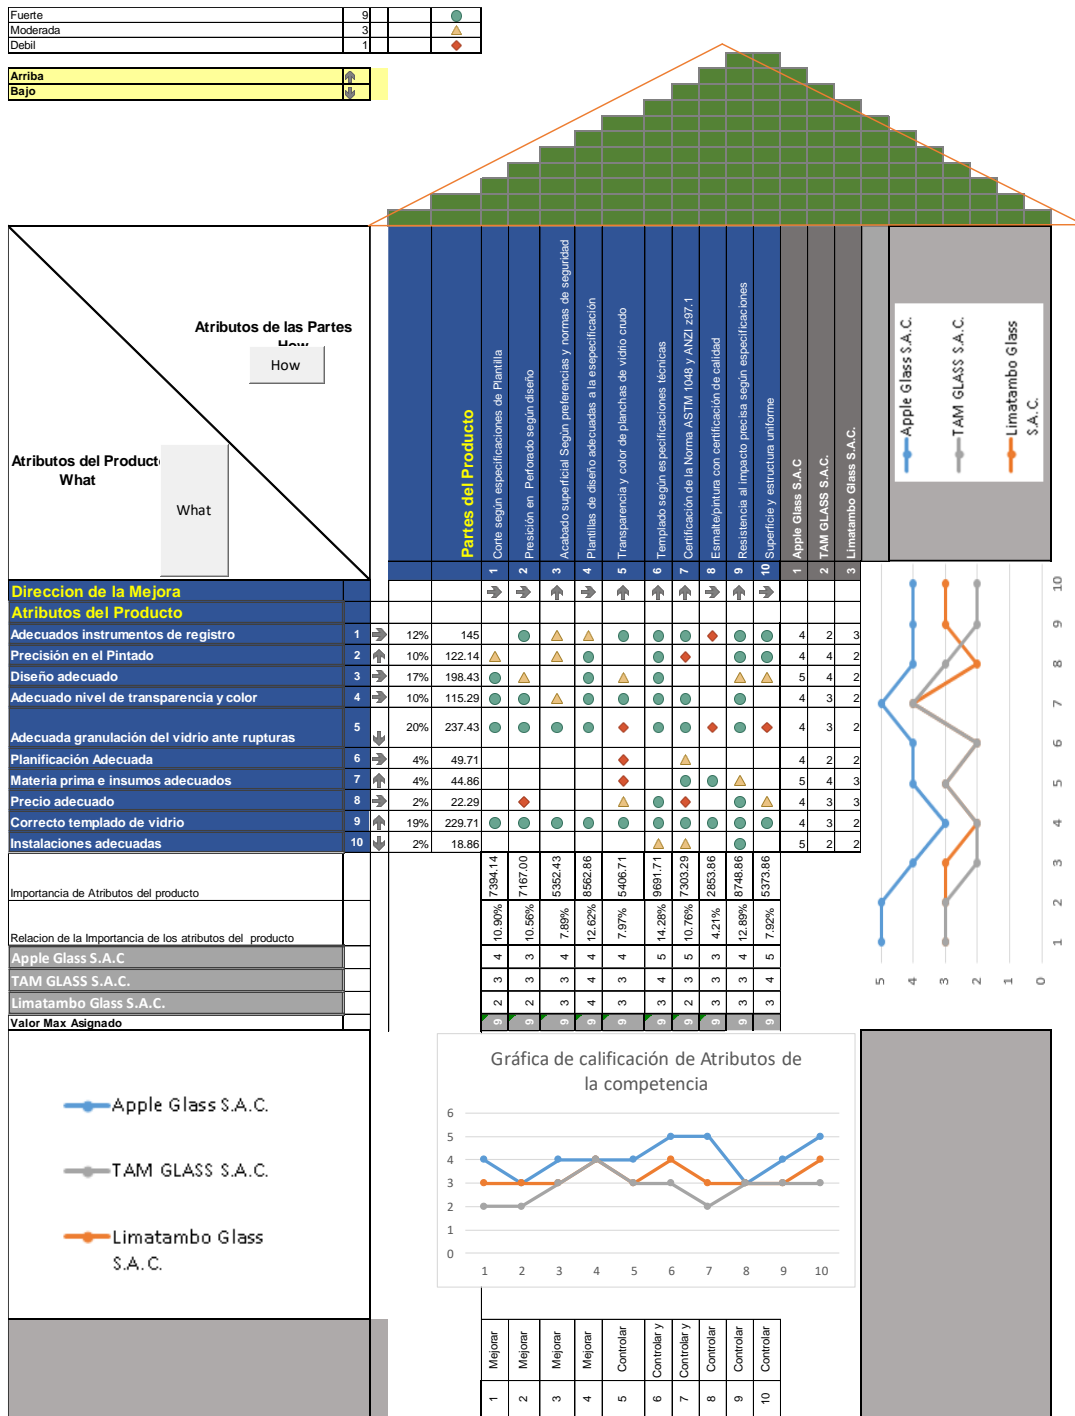 Fuerte 9
Moderada 3
Debil 1
Arriba
Bajo
Atributos de las Partes
How
How
Atributos del Product
What
What
Partes del Producto
1 Corte según especificaciones de Plantilla
2 Presición en Perforado según diseño
3 Acabado superficial Según preferencias y normas de seguridad
4 Plantillas de diseño adecuadas a la esepecificación
5 Transparencia y color de planchas de vidrio crudo
6 Templado según especificaciones técnicas
7 Certificación de la Norma ASTM 1048 y ANZI z97.1
8 Esmalte/pintura con certificación de calidad
9 Resistencia al impacto precisa según especificaciones
10 Superficie y estructura uniforme
1 Apple Glass S.A.C
2 TAM GLASS S.A.C.
3 Limatambo Glass S.A.C.
Apple Glass S.A.C.
TAM GLASS S.A.C.
Limatambo Glass
S.A.C.
Direccion de la Mejora
Atributos del Producto
Adecuados instrumentos de registro 1 12% 145 4 2 3
Precisión en el Pintado 2 10% 122.14 4 4 2
Diseño adecuado 3 17% 198.43 5 4 2
Adecuado nivel de transparencia y color 4 10% 115.29 4 3 2
Adecuada granulación del vidrio ante rupturas 5 20% 237.43 4 3 2
Planificación Adecuada 6 4% 49.71 4 2 2
Materia prima e insumos adecuados 7 4% 44.86 5 4 3
Precio adecuado 8 2% 22.29 4 3 3
Correcto templado de vidrio 9 19% 229.71 4 3 2
Instalaciones adecuadas 10 2% 18.86 5 2 2
1 2 3 4 5 6 7 8 9 10
5 4 3 2 1 0
Importancia de Atributos del producto 7394.14 7167.00 5352.43 8562.86 5406.71 9691.71 7303.29 2853.86 8748.86 5373.86
Relacion de la Importancia de los atributos del producto 10.90% 10.56% 7.89% 12.62% 7.97% 14.28% 10.76% 4.21% 12.89% 7.92%
Apple Glass S.A.C 4 3 4 4 4 5 5 3 4 5
TAM GLASS S.A.C. 3 3 3 4 3 4 3 3 3 4
Limatambo Glass S.A.C. 2 2 3 4 3 3 2 3 3 3
Valor Max Asignado 9 9 9 9 9 9 9 9 9 9
Apple Glass S.A.C.
TAM GLASS S.A.C.
Limatambo Glass
S.A.C.
Gráfica de calificación de Atributos de
la competencia
6
5
4
3
2
1
0
1 2 3 4 5 6 7 8 9 10
1 Mejorar
2 Mejorar
3 Mejorar
4 Mejorar
5 Controlar
6 Controlar y
7 Controlar y
8 Controlar
9 Controlar
10 Controlar